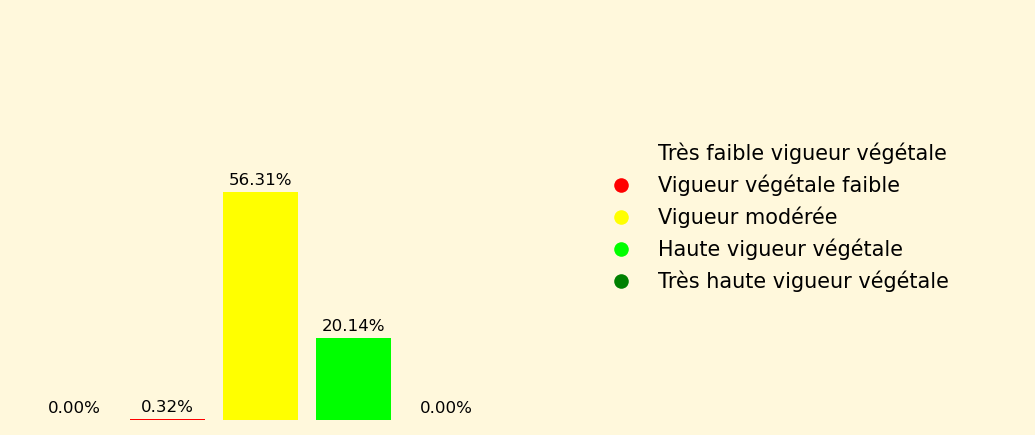 0.00%
0.32%
56.31%
20.14%
0.00%
Très faible vigueur végétale
Vigueur végétale faible
Vigueur modérée
Haute vigueur végétale
Très haute vigueur végétale